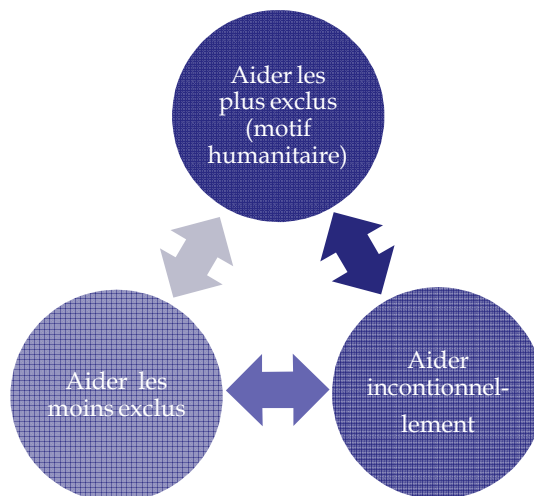 Aider les
plus exclus
(motif
humanitaire)
Aider les
moins exclus
Aider
incontionnel-
lement